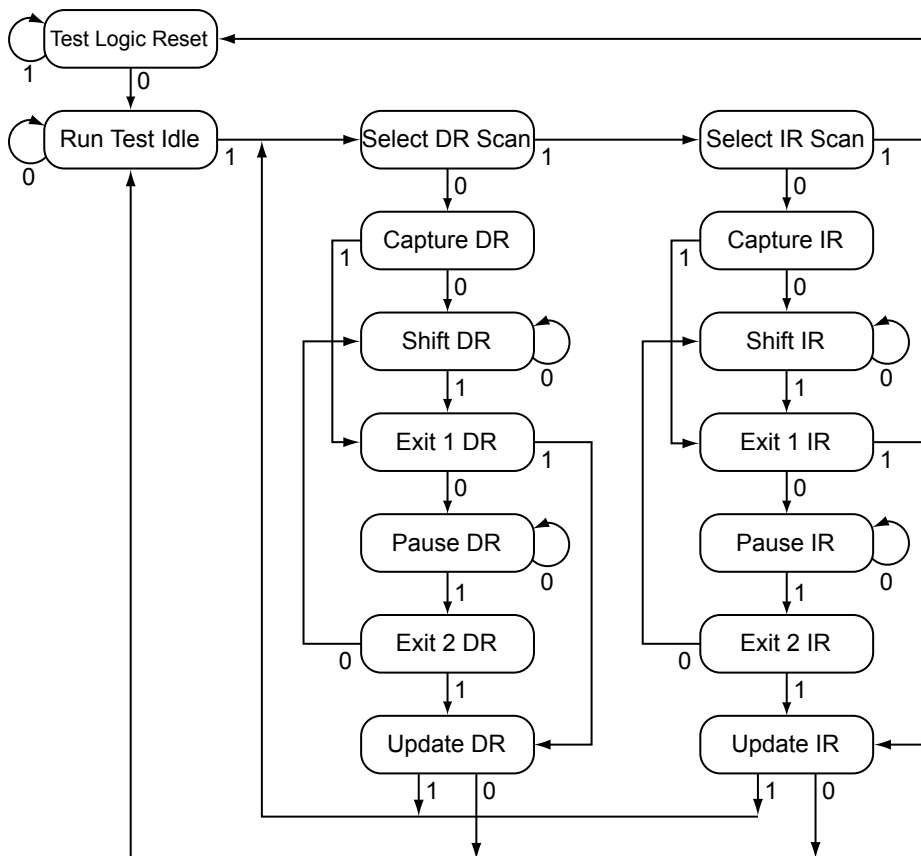 Test Logic Reset
1
0
Run Test Idle
1
0
Select DR Scan
1
Select IR Scan
1
0
0
Capture DR
Capture IR
1
0
1
0
Shift DR
Shift IR
0
0
1
1
Exit 1 DR
1
Exit 1 IR
1
0
0
Pause DR
Pause IR
0
0
1
1
Exit 2 DR
Exit 2 IR
0
0
1
1
Update DR
Update IR
1
0
1
0